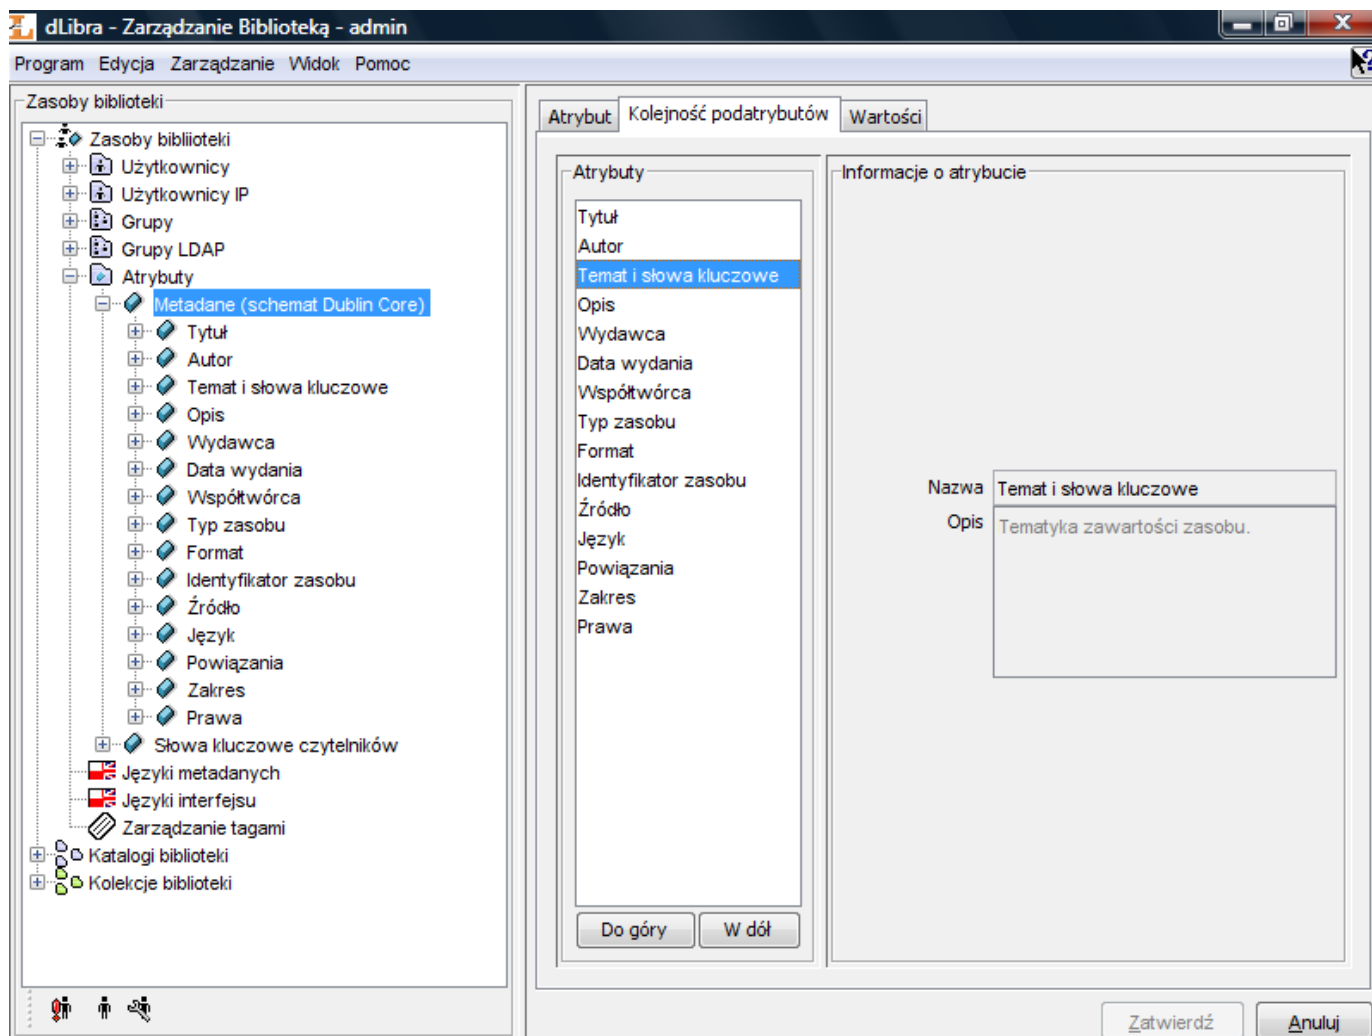 dLibra - Zarządzanie Biblioteką - admin
Program Edycja Zarządzanie Widok Pomoc
Zasoby biblioteki
Zasoby biblioteki
Użytkownicy
Użytkownicy IP
Grupy
Grupy LDAP
Atrybuty
Metadane (schemat Dublin Core)
Tytuł
Autor
Temat i słowa kluczowe
Opis
Wydawca
Data wydania
Współtwórca
Typ zasobu
Format
Identyfikator zasobu
Źródło
Język
Powiązania
Zakres
Prawa
Słowa kluczowe czytelników
Języki metadanych
Języki interfejsu
Zarządzanie tagami
Katalogi biblioteki
Kolekcje biblioteki
Atrybut Kolejność podatrybutów Wartości
Atrybuty
Tytuł
Autor
Temat i słowa kluczowe
Opis
Wydawca
Data wydania
Współtwórca
Typ zasobu
Format
Identyfikator zasobu
Źródło
Język
Powiązania
Zakres
Prawa
Do góry W dół
Informacje o atrybucie
Nazwa Temat i słowa kluczowe
Opis Tematyka zawartości zasobu.
Zatwierdź Anuluj